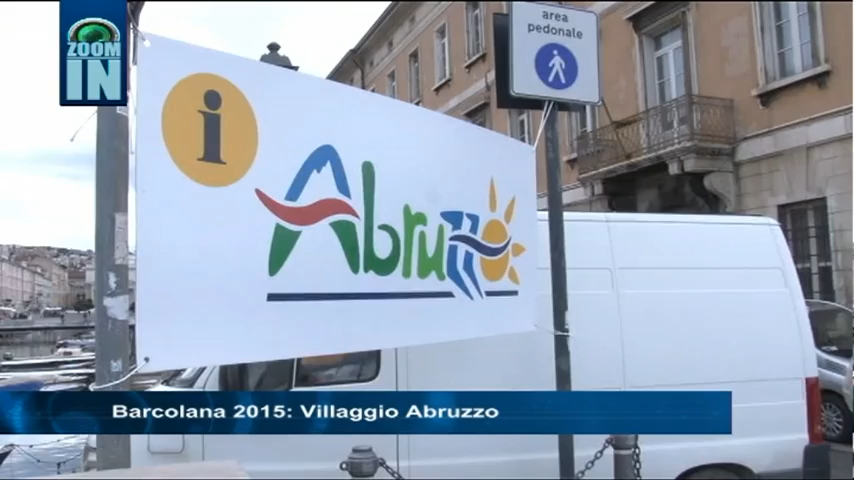 ZOOM
IN
area
pedonale
i
Abruzzo
Barcolana 2015: Villaggio Abruzzo